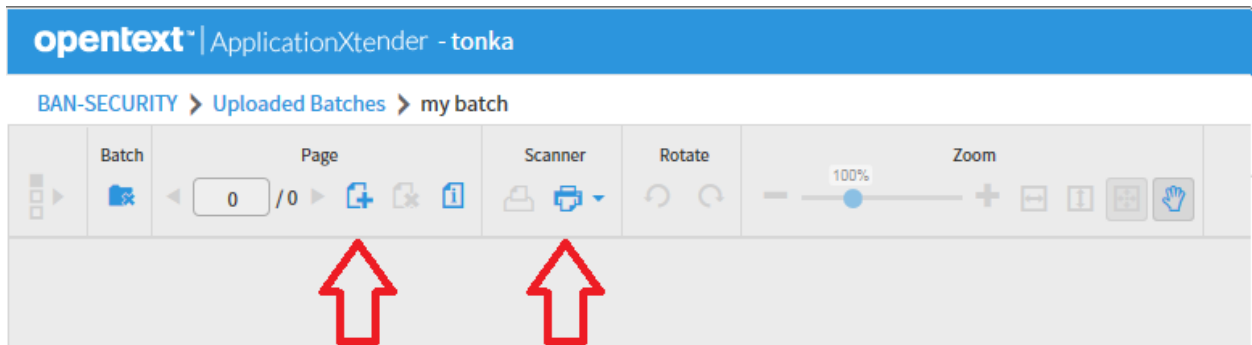 opentext™ | ApplicationXtender - tonka
BAN-SECURITY > Uploaded Batches > my batch
Batch Page Scanner Rotate Zoom
100%
0 / 0